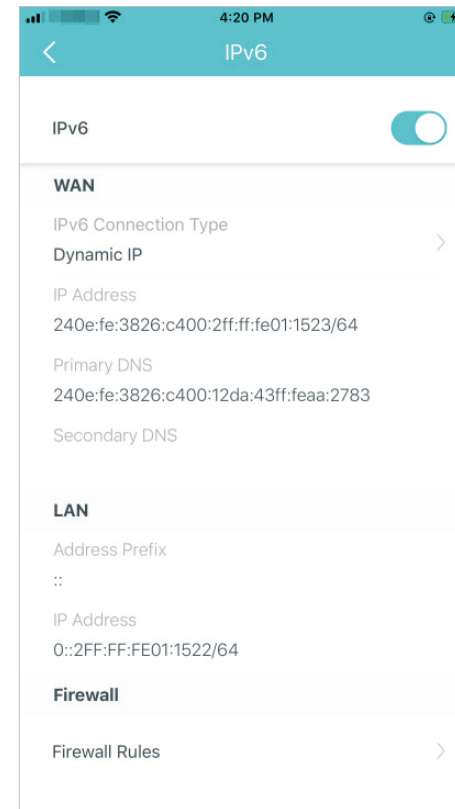 4:20 PM
IPv6
IPv6
WAN
IPv6 Connection Type
Dynamic IP
IP Address
240e:fe:3826:c400:2ff:ff:fe01:1523/64
Primary DNS
240e:fe:3826:c400:12da:43ff:feaa:2783
Secondary DNS
LAN
Address Prefix
::
IP Address
0::2FF:FF:FE01:1522/64
Firewall
Firewall Rules